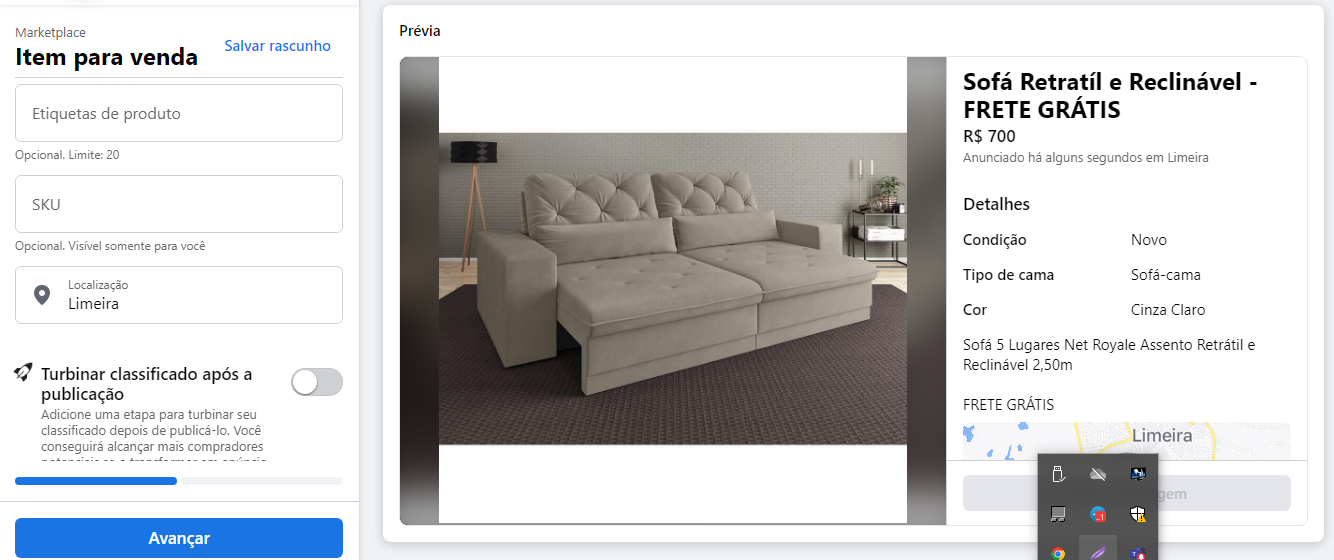 Marketplace
Item para venda
Salvar rascunho
Etiquetas de produto
Opcional. Limite: 20
SKU
Opcional. Visível somente para você
Localização
Limeira
Turbinar classificado após a
publicação
Adicione uma etapa para turbinar seu
classificado depois de publicá-lo. Você
conseguirá alcançar mais compradores
Avançar
Prévia
Sofá Retratíl e Reclinável -
FRETE GRÁTIS
R$ 700
Anunciado há alguns segundos em Limeira
Detalhes
Condição Novo
Tipo de cama Sofá-cama
Cor Cinza Claro
Sofá 5 Lugares Net Royale Assento Retrátil e
Reclinável 2,50m
FRETE GRÁTIS
Limeira